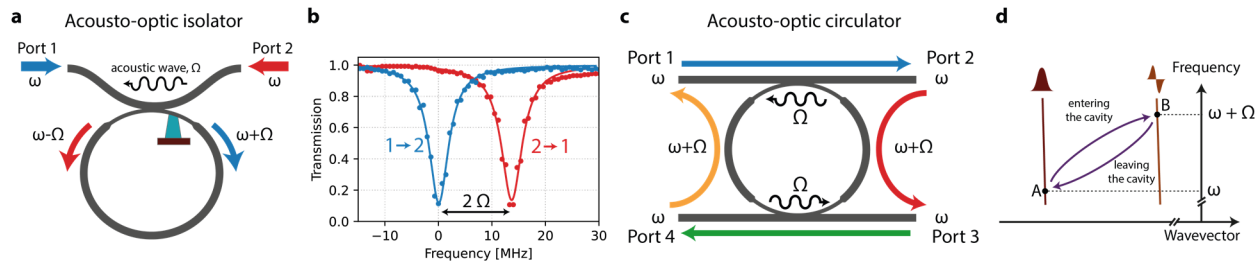 a
Acousto-optic isolator
Port 1
Port 2
ω
ω
acoustic wave, Ω
ω-Ω
ω+Ω
b
1.0
0.8
0.6
0.4
0.2
0.0
Transmission
1→2
2→1
2 Ω
−10
0
10
20
30
Frequency [MHz]
c
Acousto-optic circulator
Port 1
Port 2
ω
ω
Ω
ω+Ω
ω+Ω
Ω
ω
ω
Port 4
Port 3
d
Frequency
entering
the cavity
B
ω + Ω
leaving
the cavity
A
ω
Wavevector